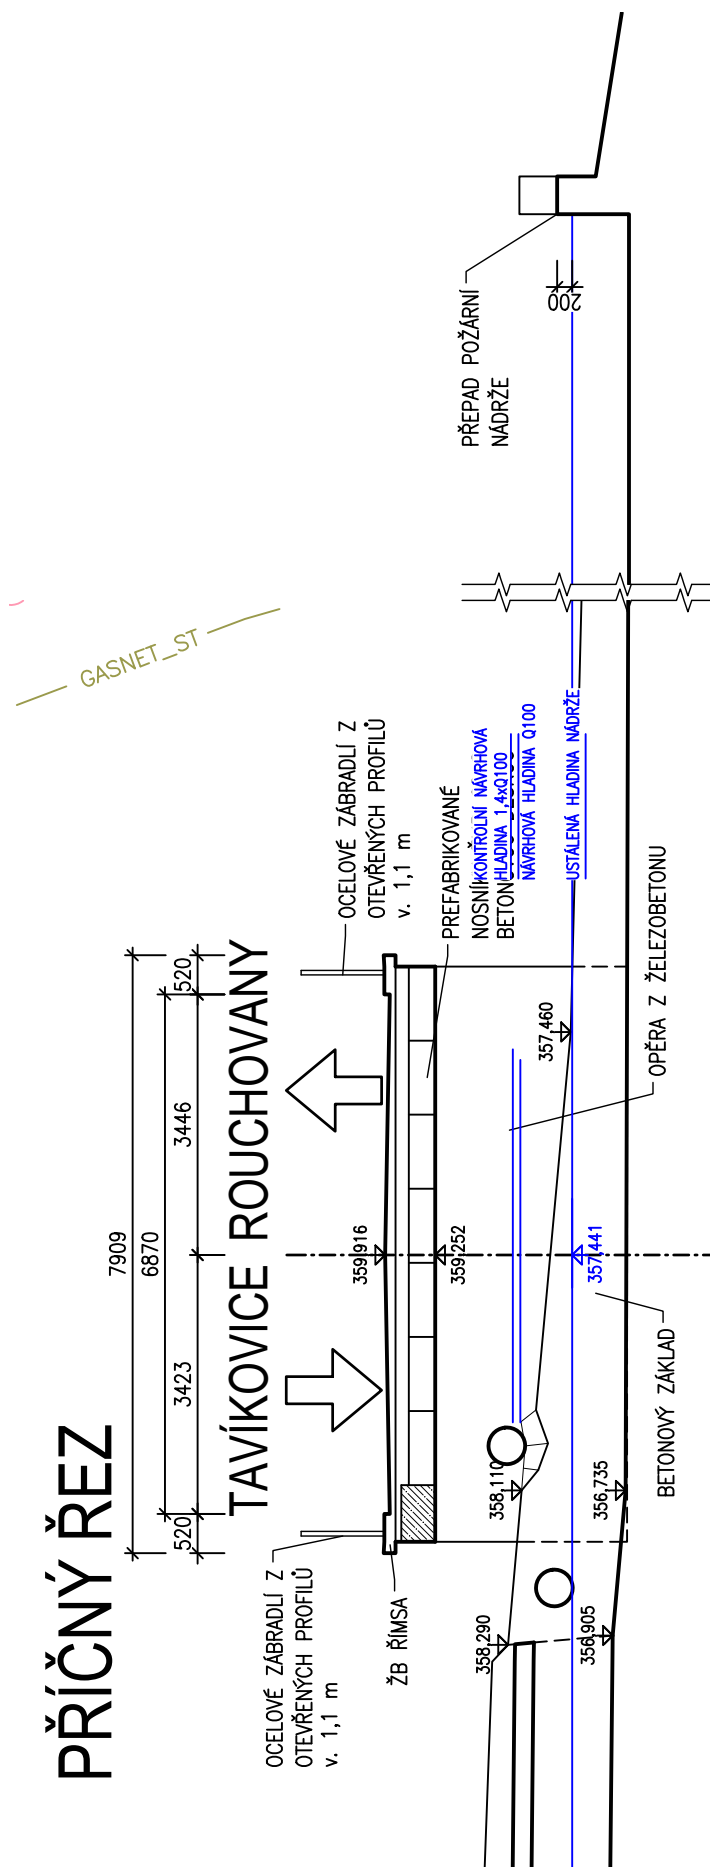 PŘÍČNÝ ŘEZ
7909
6870
520
3423
3446
520
TAVÍKOVICE
ROUCHOVANY
GASNET_ST
OCELOVÉ ZÁBRADLÍ Z
OTEVŘENÝCH PROFILŮ
v. 1,1 m
OCELOVÉ ZÁBRADLÍ Z
OTEVŘENÝCH PROFILŮ
v. 1,1 m
ŽB ŘÍMSA
359,916
359,252
PREFABRIKOVANÉ
KONTROLNÍ NÁVRHOVÁ
HLADINA 1,4xQ100
NÁVRHOVÁ HLADINA Q100
USTÁLENÁ HLADINA NÁDRŽE
PŘEPAD POŽÁRNÍ
NÁDRŽE
200
357,460
357,441
358,110
358,290
356,735
356,905
OPĚRA Z ŽELEZOBETONU
BETONOVÝ ZÁKLAD